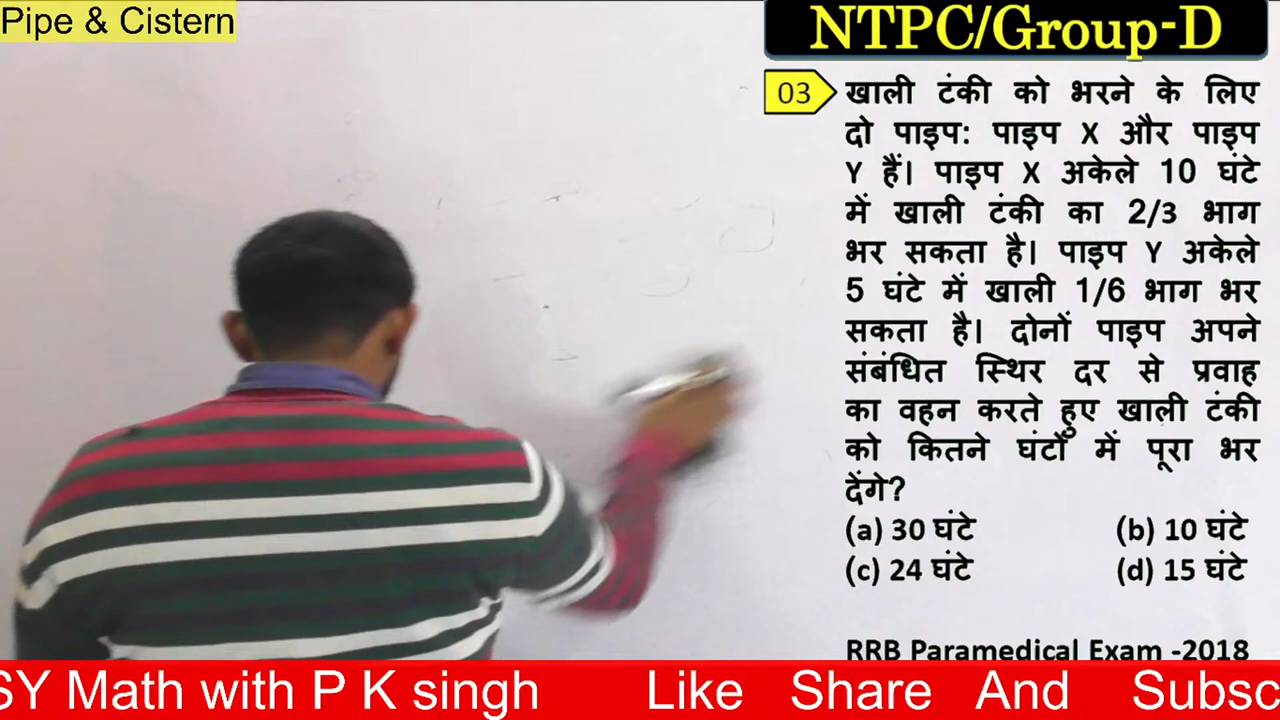 Pipe & Cistern
NTPC/Group-D
03
खाली टंकी को भरने के लिए
दो पाइप: पाइप X और पाइप
Y हैं। पाइप X अकेले 10 घंटे
में खाली टंकी का 2/3 भाग
भर सकता है। पाइप Y अकेले
5 घंटे में खाली 1/6 भाग भर
सकता है। दोनों पाइप अपने
संबंधित स्थिर दर से प्रवाह
का वहन करते हुए खाली टंकी
को कितने घंटों में पूरा भर
देंगे?
(a) 30 घंटे (b) 10 घंटे
(c) 24 घंटे (d) 15 घंटे
RRB Paramedical Exam -2018
SY Math with P K singh Like Share And Subsc